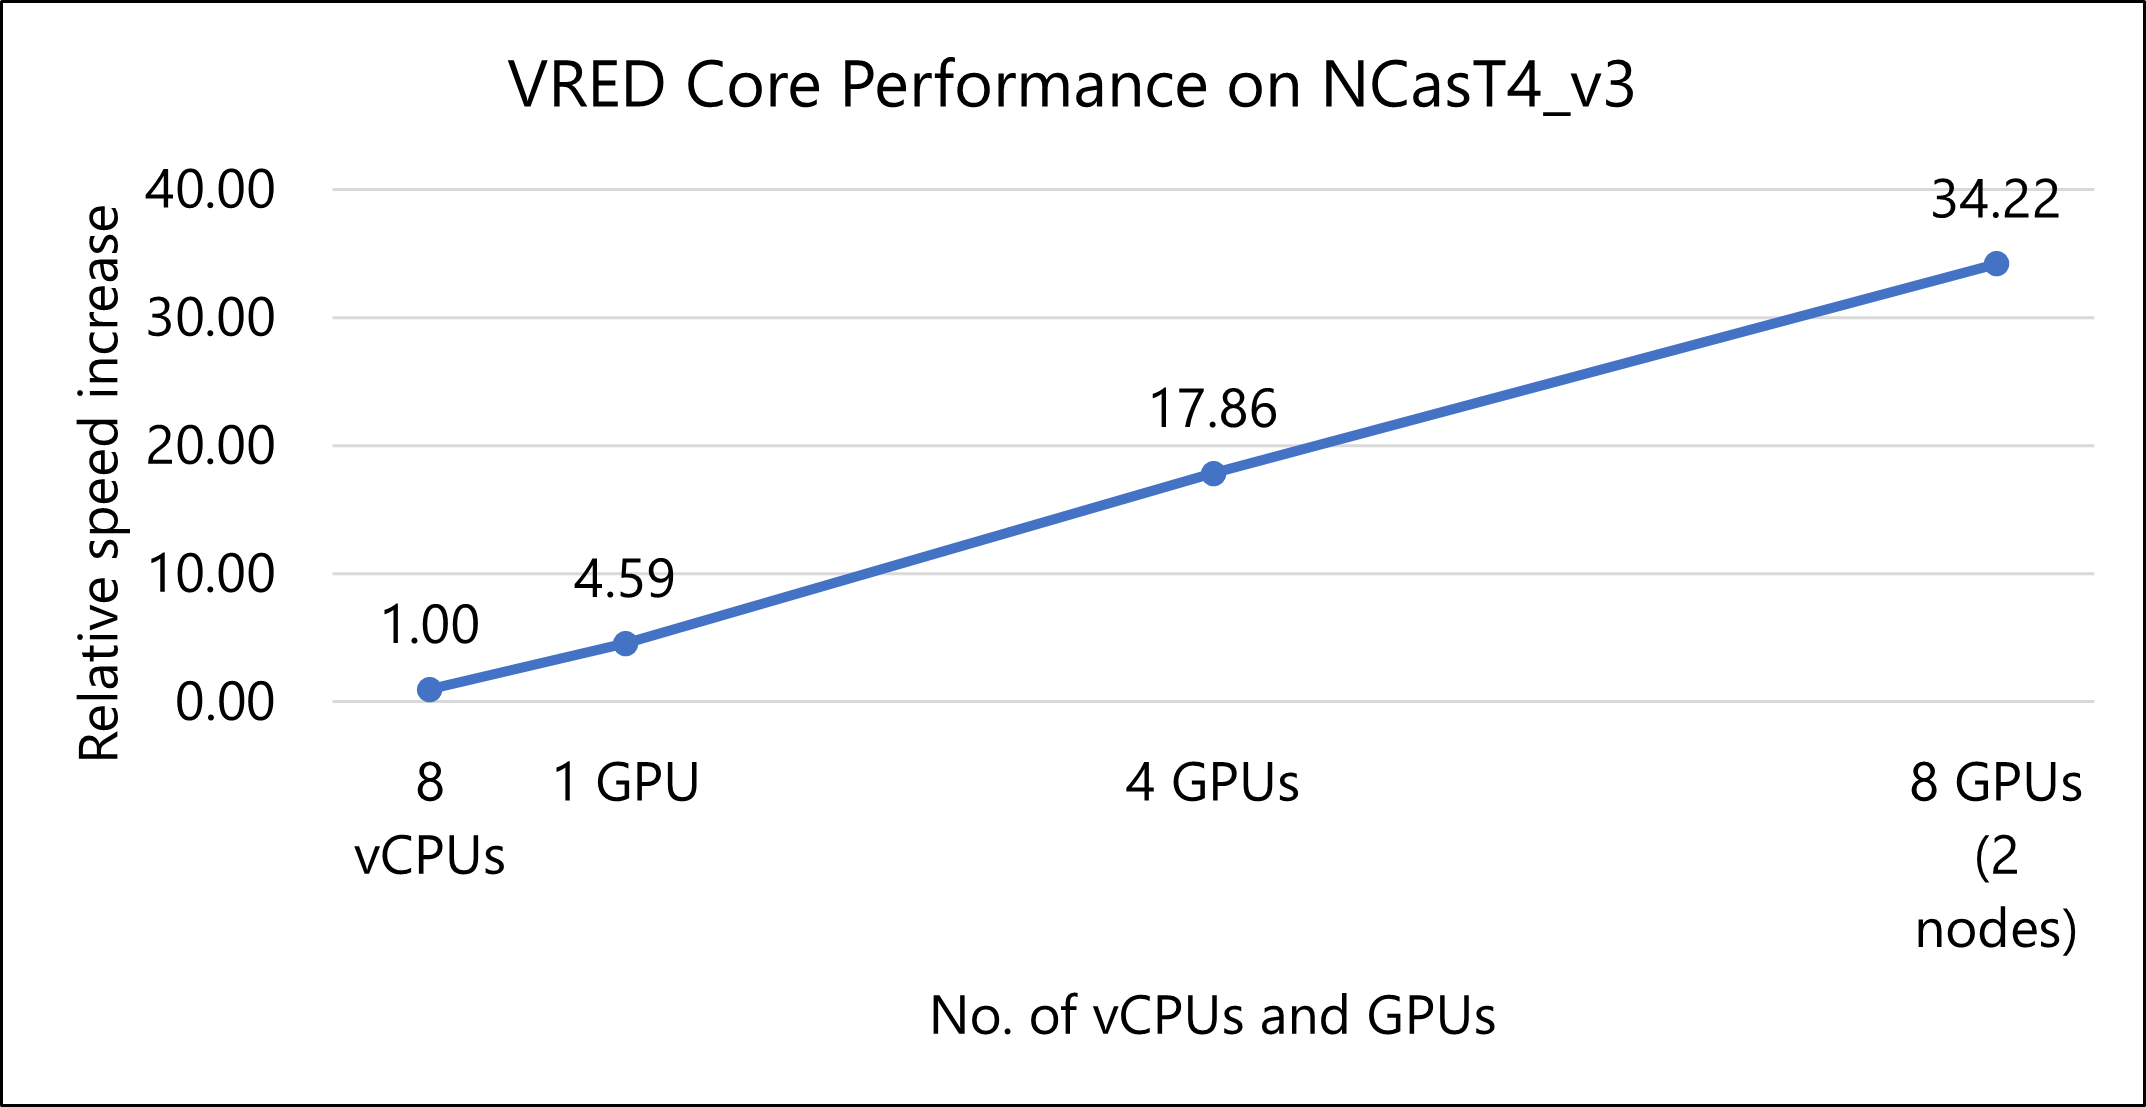 VRED Core Performance on NCasT4_v3
Relative speed increase
40.00
30.00
20.00
10.00
0.00
1.00
4.59
17.86
34.22
8
vCPUs
1 GPU
4 GPUs
8 GPUs
(2
nodes)
No. of vCPUs and GPUs